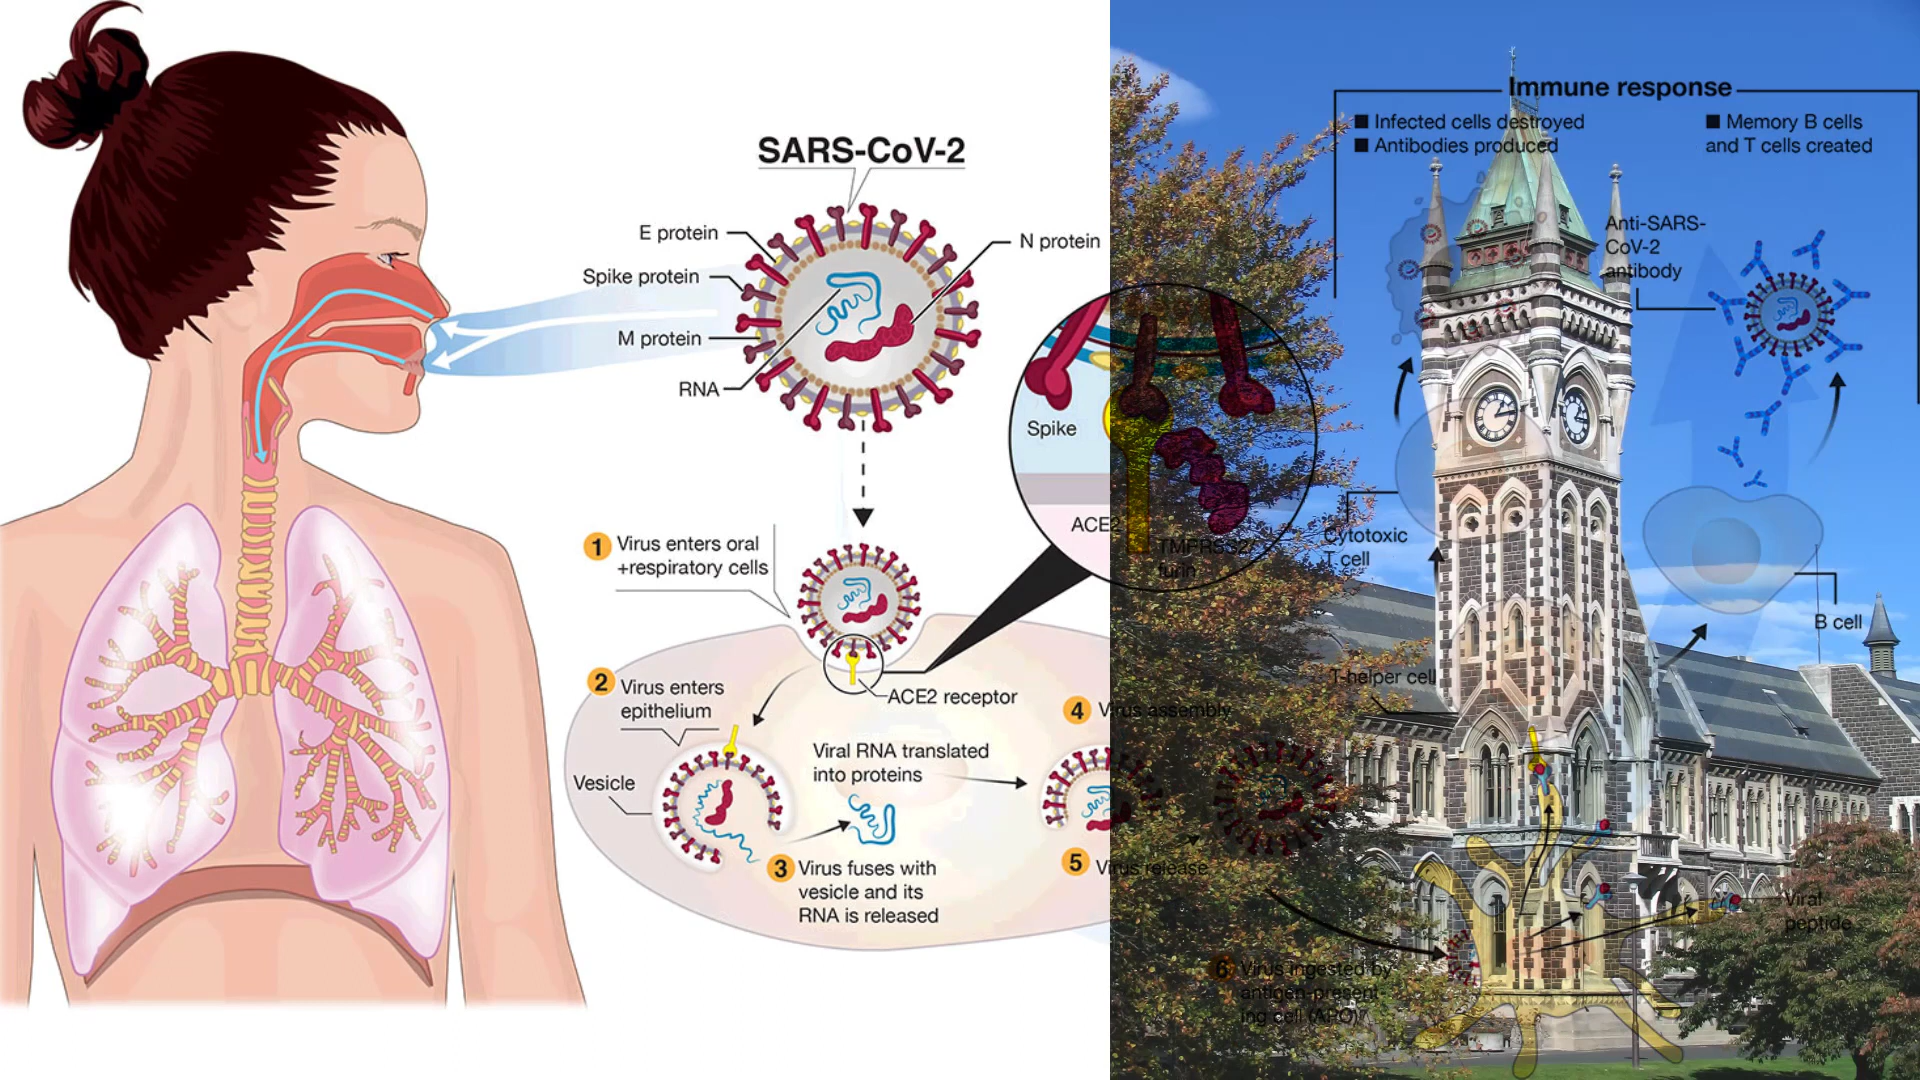 SARS-CoV-2
E protein
Spike protein
M protein
RNA
N protein
Spike
ACE2
TMPRSS2/
furin
1 Virus enters oral
+respiratory cells
ACE2 receptor
2 Virus enters
epithelium
Vesicle
Viral RNA translated
into proteins
3 Virus fuses with
vesicle and its
RNA is released
4 Virus assembly
5 Virus release
6 Virus ingested by
antigen-present
ing cell (APC)
Immune response
■ Infected cells destroyed
■ Antibodies produced
■ Memory B cells
and T cells created
Anti-SARS-
CoV-2
antibody
Cytotoxic
T cell
B cell
T-helper cell
Viral
peptide